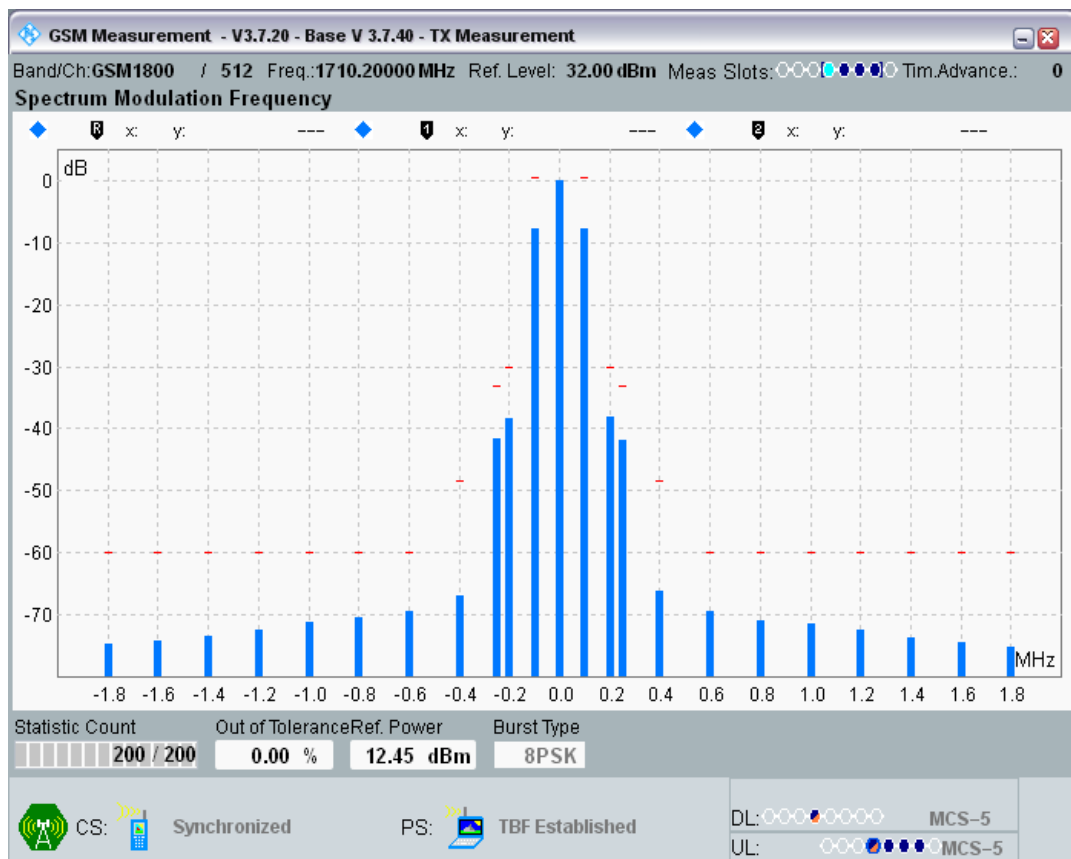 GSM Measurement - V3.7.20 - Base V 3.7.40 - TX Measurement
Band/Ch:GSM1800 / 512 Freq.:1710.20000 MHz Ref. Level: 32.00 dBm Meas Slots: Tim.Advance.: 0
Spectrum Modulation Frequency
R x: y: --- 1 x: y: --- 2 x: y: ---
dB
0
-10
-20
-30
-40
-50
-60
-70
MHz
-1.8 -1.6 -1.4 -1.2 -1.0 -0.8 -0.6 -0.4 -0.2 0.0 0.2 0.4 0.6 0.8 1.0 1.2 1.4 1.6 1.8
Statistic Count Out of Tolerance Ref. Power Burst Type
200 / 200 0.00 % 12.45 dBm 8PSK
CS: Synchronized PS: TBF Established
DL: MCS-5
UL: MCS-5